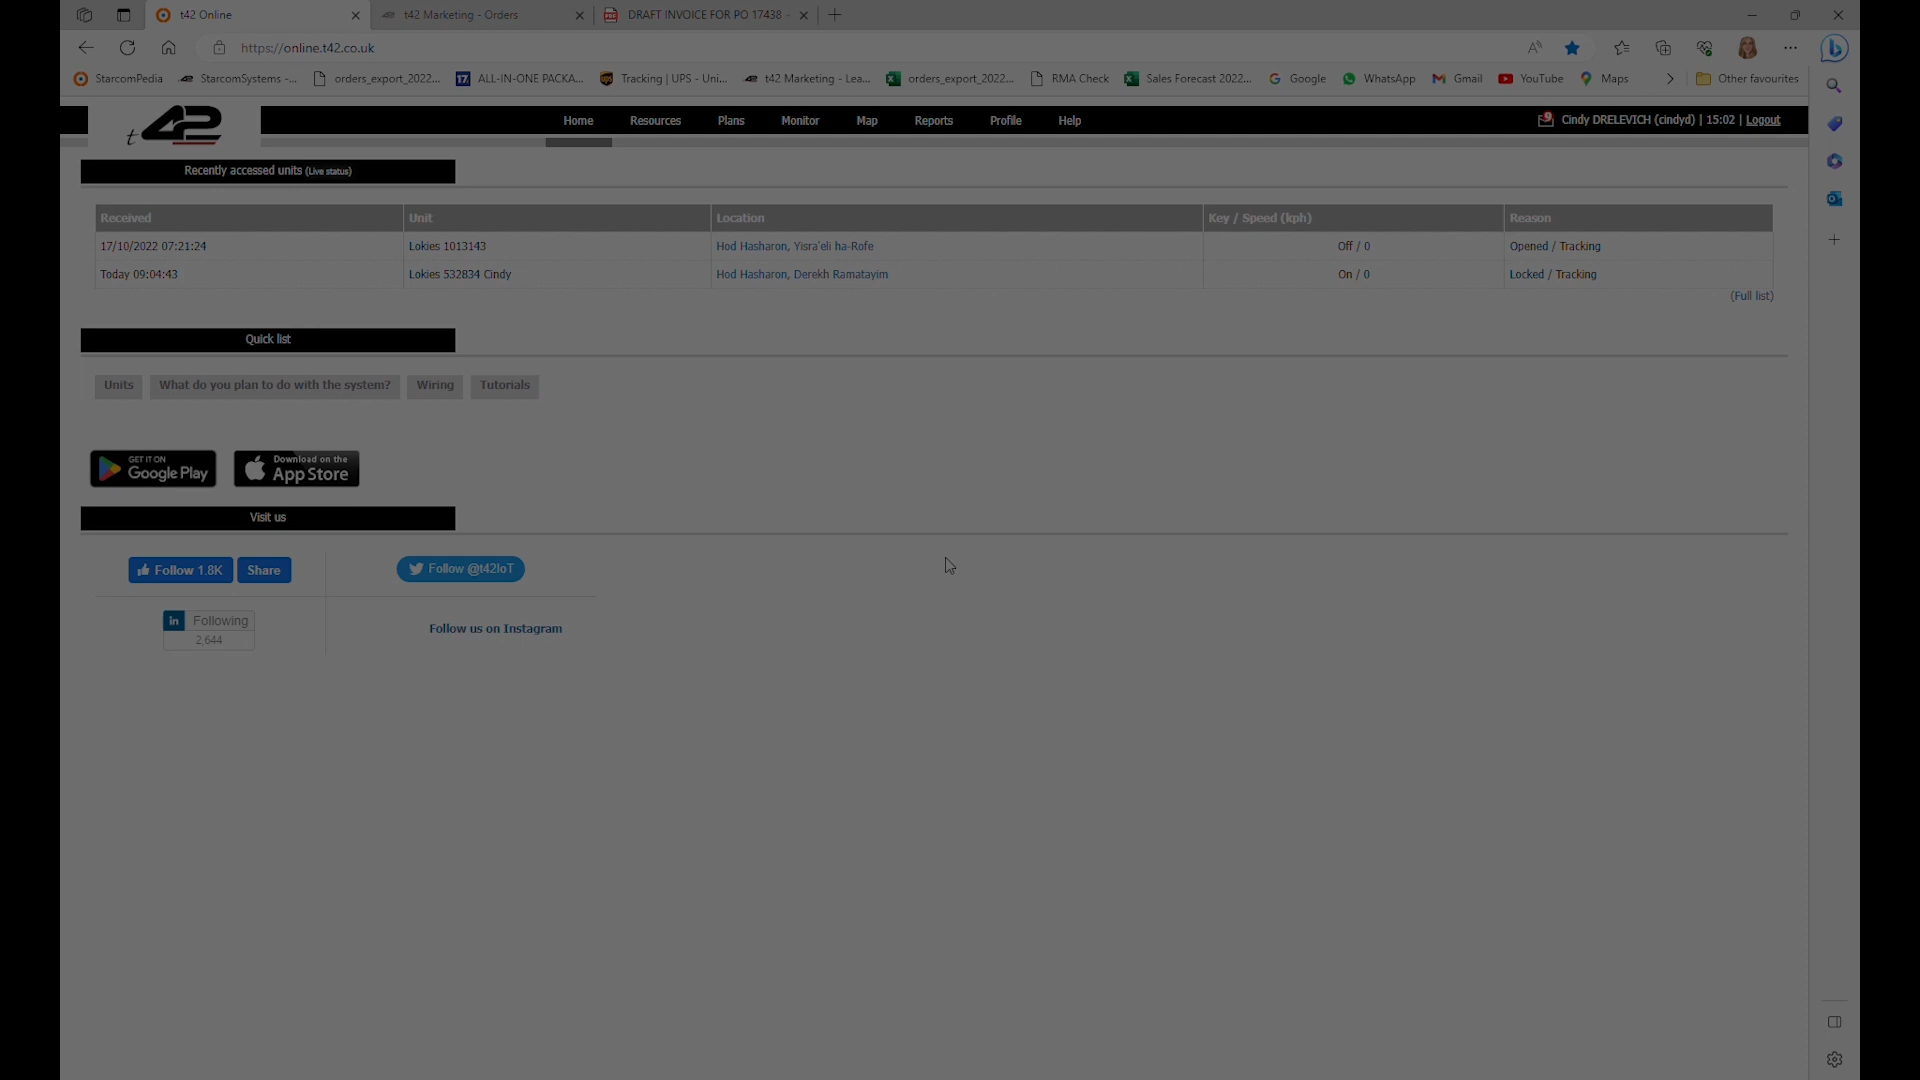 t42 Online
t42 Marketing - Orders
DRAFT INVOICE FOR PO 17438 -
https://online.t42.co.uk
StarcomPedia
StarcomSystems -...
orders_export_2022...
17. ALL-IN-ONE PACKA...
Tracking | UPS - Uni...
t42 Marketing - Lea...
orders_export_2022...
RMA Check
Sales Forecast 2022...
Google
WhatsApp
Gmail
YouTube
Maps
Other favourites
t42
Home Resources Plans Monitor Map Reports Profile Help
9 Cindy DRELEVICH (cindyd) | 15:02 | Logout
Recently accessed units (Live status)
Received Unit Location Key / Speed (kph) Reason
17/10/2022 07:21:24 Lokies 1013143 Hod Hasharon, Yisra'eli ha-Rofe Off / 0 Opened / Tracking
Today 09:04:43 Lokies 532834 Cindy Hod Hasharon, Derekh Ramatayim On / 0 Locked / Tracking
(Full list)
Quick list
Units What do you plan to do with the system? Wiring Tutorials
GET IT ON
Google Play
Download on the
App Store
Visit us
Follow 1.8K Share
Follow @t42IoT
in Following
2,644
Follow us on Instagram